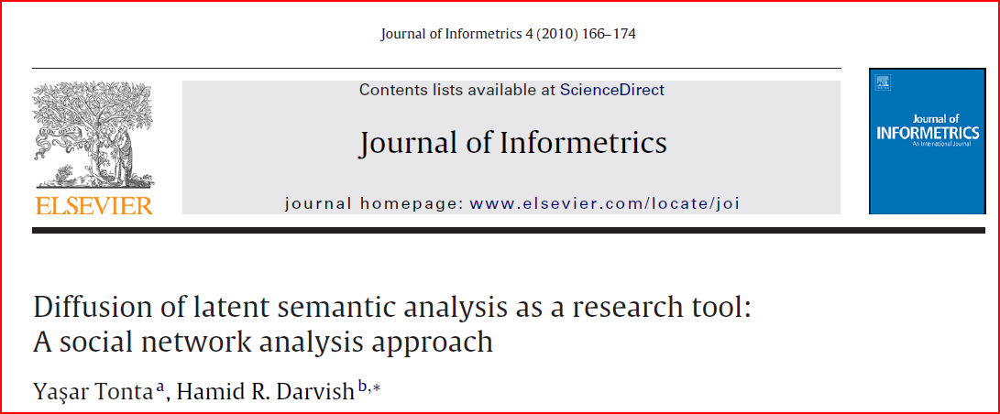 Journal of Informetrics 4 (2010) 166–174
Contents lists available at ScienceDirect
Journal of Informetrics
journal homepage: www.elsevier.com/locate/joi
ELSEVIER
Journal of
INFORMETRICS
An International Journal
Diffusion of latent semantic analysis as a research tool:
A social network analysis approach
Yaşar Tonta a, Hamid R. Darvish b,*